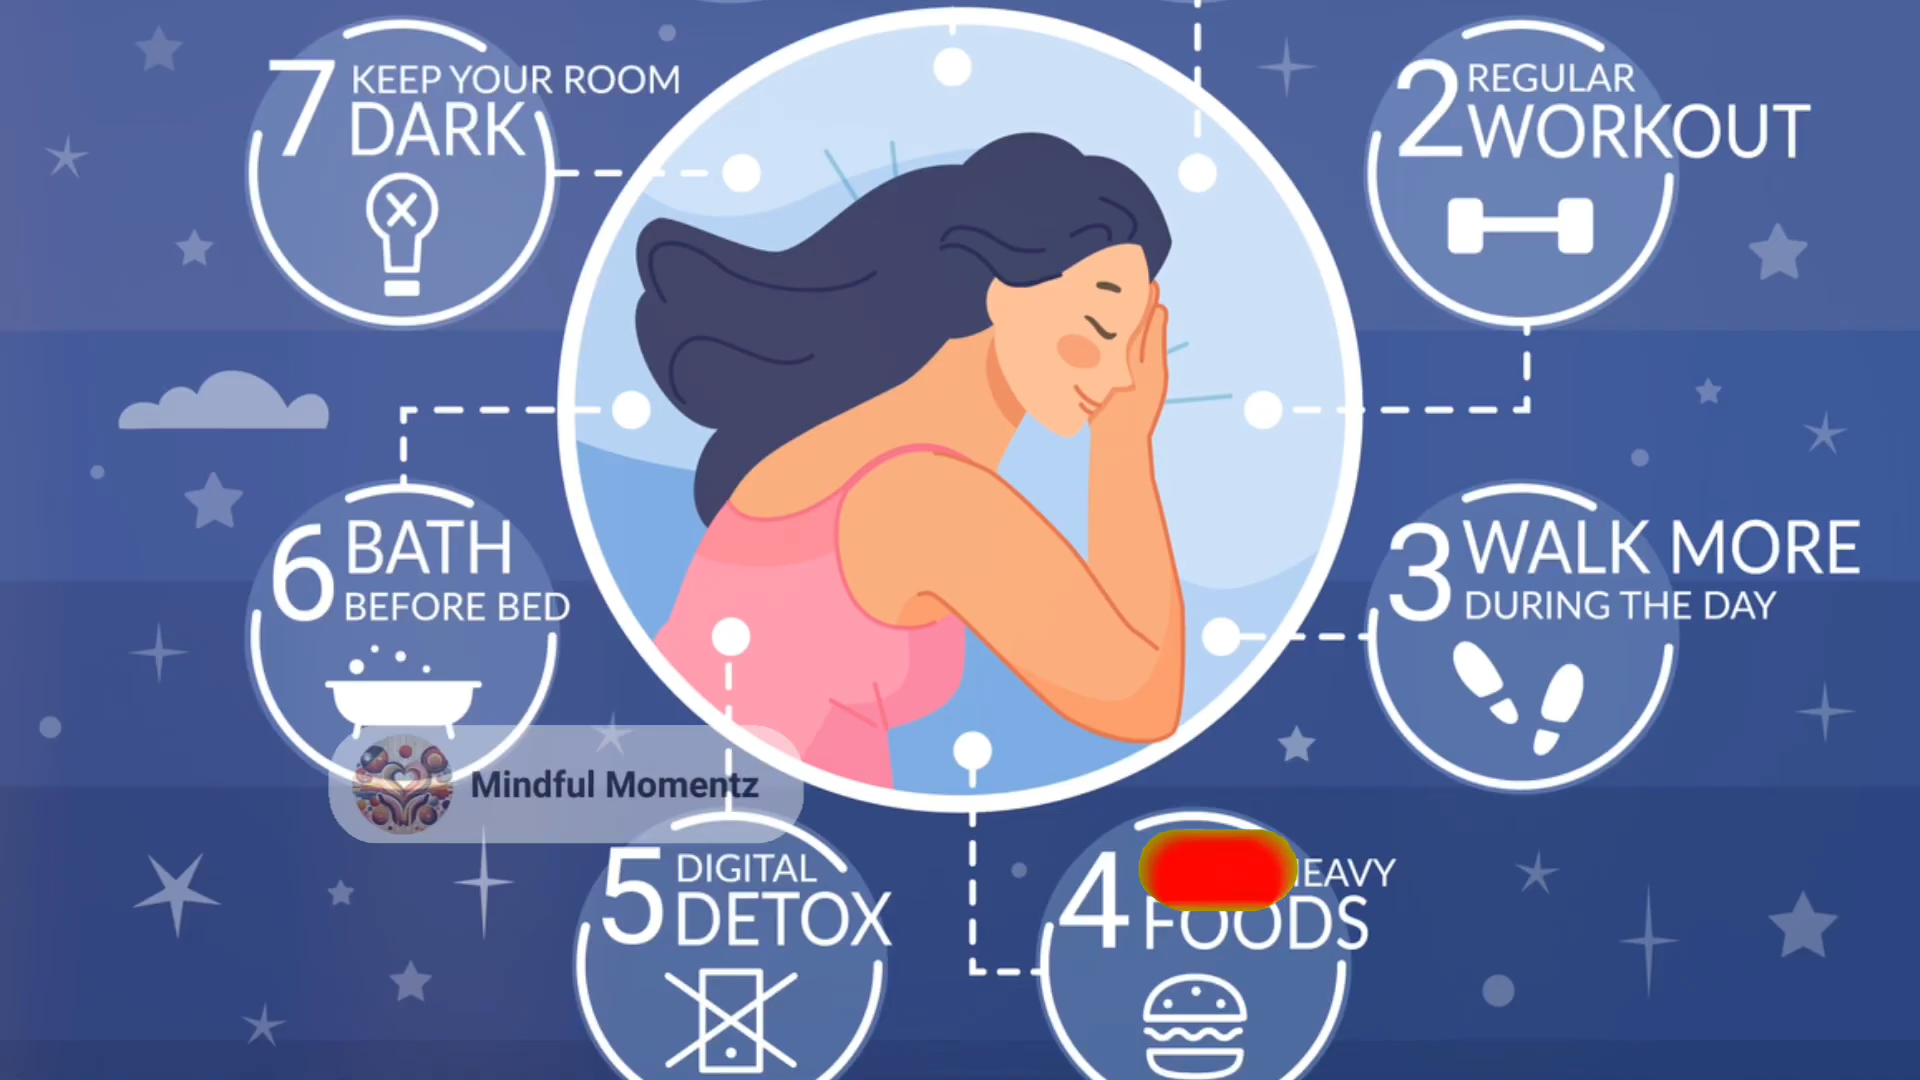 7 KEEP YOUR ROOM
DARK
2 REGULAR
WORKOUT
6 BATH
BEFORE BED
3 WALK MORE
DURING THE DAY
Mindful Momentz
5 DIGITAL
DETOX
4
FOODS